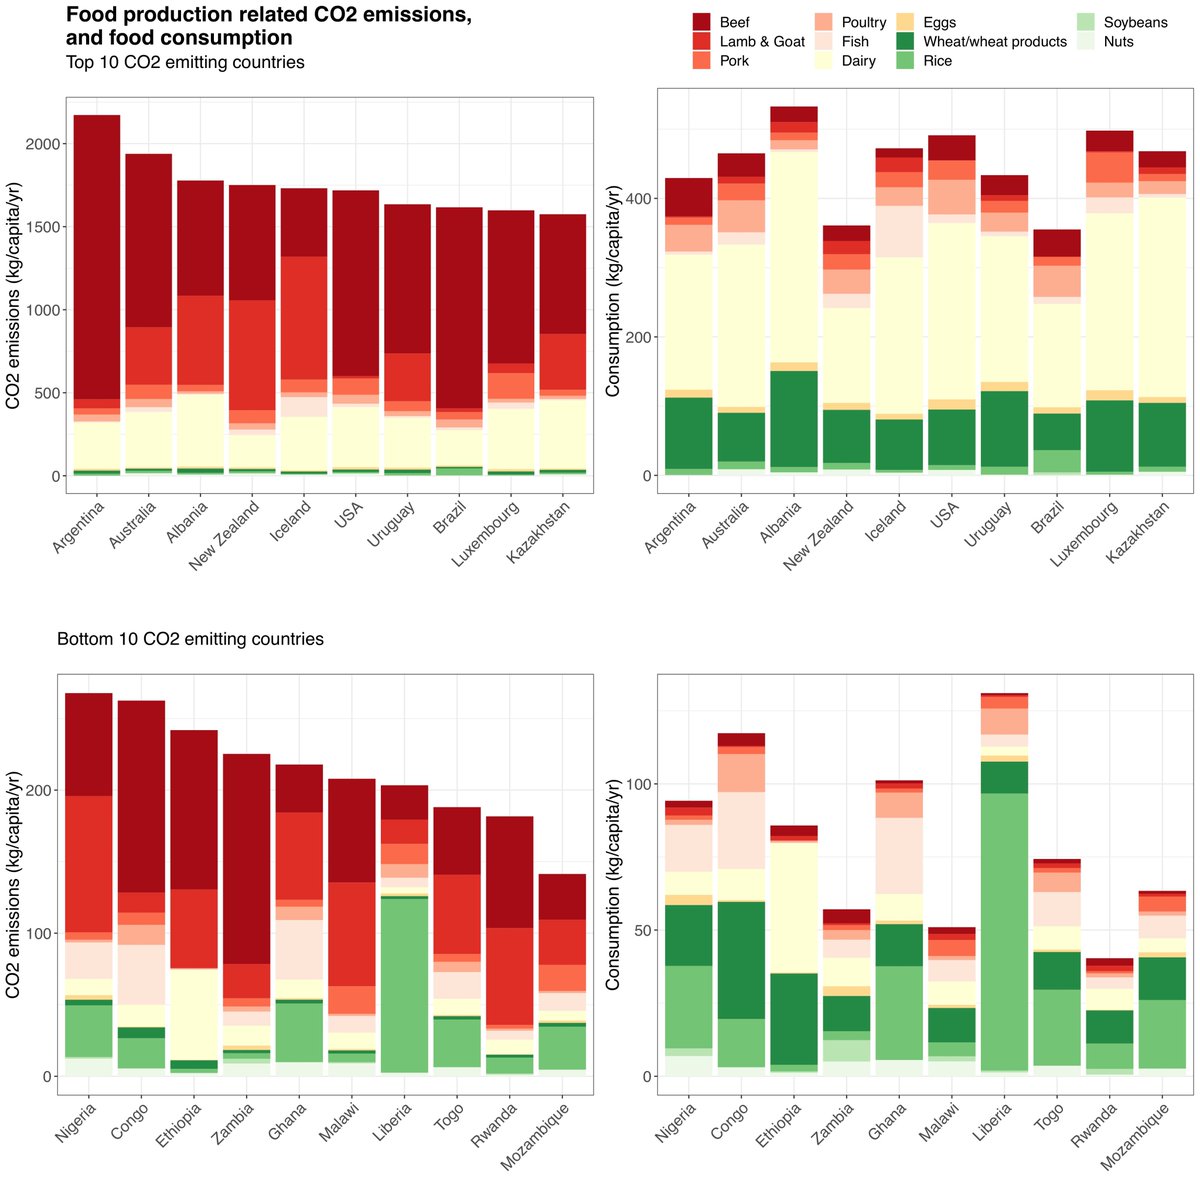 Food production related CO2 emissions,
and food consumption
Top 10 CO2 emitting countries
Beef
Lamb & Goat
Pork
Poultry
Fish
Dairy
Eggs
Wheat/wheat products
Rice
Soybeans
Nuts
CO2 emissions (kg/capita/yr)
2000
1500
1000
500
0
Argentina
Australia
Albania
New Zealand
Iceland
USA
Uruguay
Brazil
Luxembourg
Kazakhstan
Consumption (kg/capita/yr)
400
200
0
Argentina
Australia
Albania
New Zealand
Iceland
USA
Uruguay
Brazil
Luxembourg
Kazakhstan
Bottom 10 CO2 emitting countries
CO2 emissions (kg/capita/yr)
200
100
0
Nigeria
Congo
Ethiopia
Zambia
Ghana
Malawi
Liberia
Togo
Rwanda
Mozambique
Consumption (kg/capita/yr)
100
50
0
Nigeria
Congo
Ethiopia
Zambia
Ghana
Malawi
Liberia
Togo
Rwanda
Mozambique